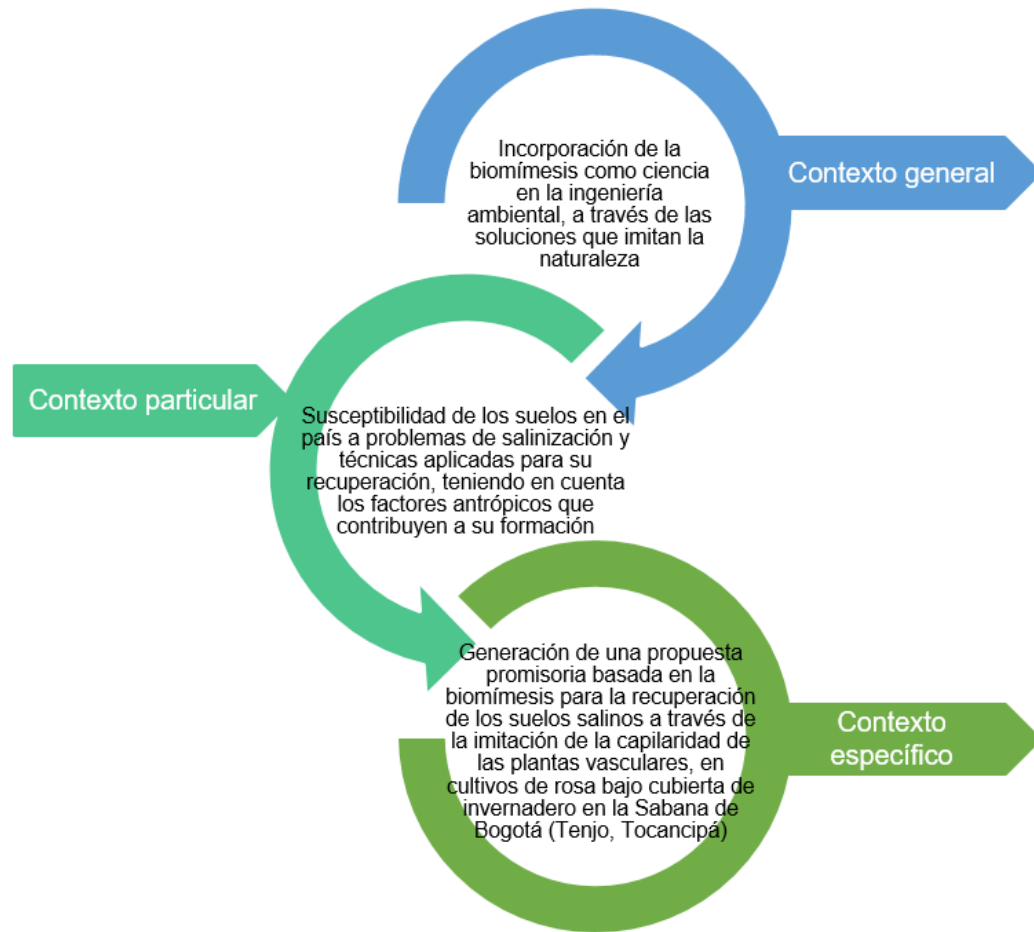 Incorporación de la
biomímesis como ciencia
en la ingeniería
ambiental, a través de las
soluciones que imitan la
naturaleza
Contexto general
Contexto particular
Susceptibilidad de los suelos en el
país a problemas de salinización y
técnicas aplicadas para su
recuperación, teniendo en cuenta
los factores antrópicos que
contribuyen a su formación
Generación de una propuesta
promisoria basada en la
biomímesis para la recuperación
de los suelos salinos a través de
la imitación de la capilaridad de
las plantas vasculares, en
cultivos de rosa bajo cubierta de
invernadero en la Sabana de
Bogotá (Tenjo, Tocancipá)
Contexto
específico